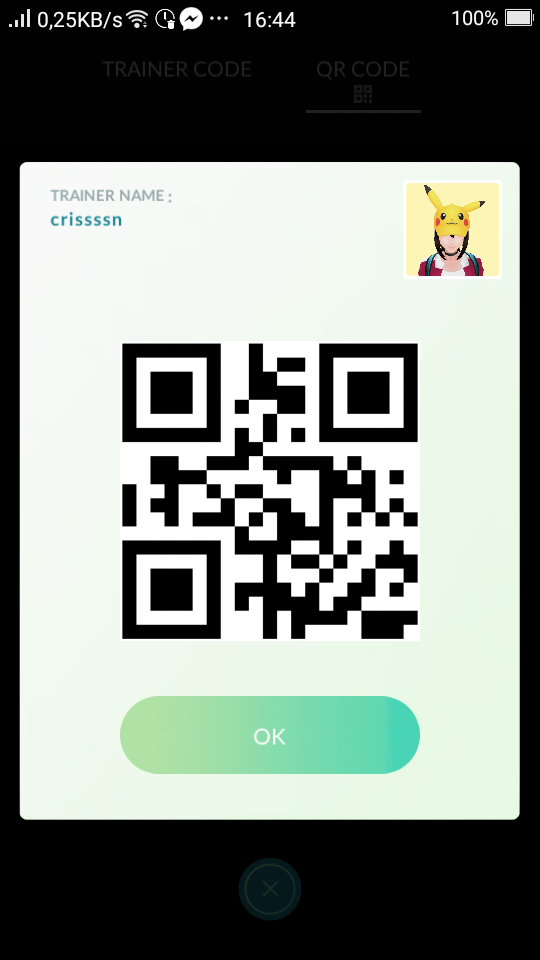 0,25KB/s ··· 16:44 100%
TRAINER CODE QR CODE
TRAINER NAME :
crissssn
OK